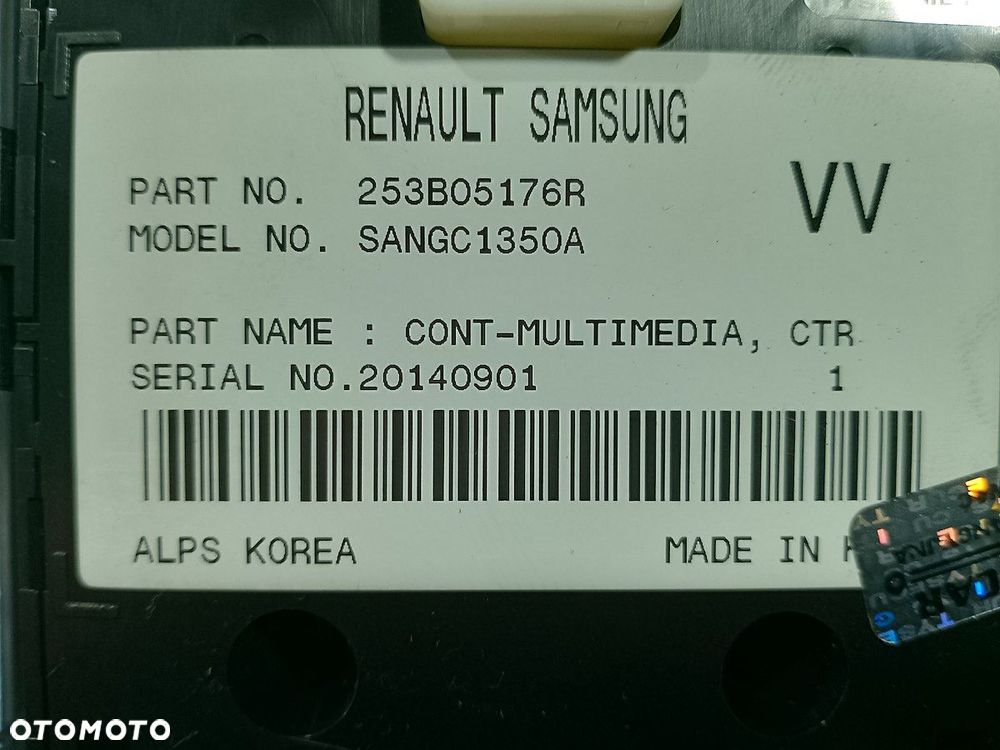 RENAULT SAMSUNG
PART NO. 253B05176R
VV
MODEL NO. SANGC1350A
PART NAME : CONT-MULTIMEDIA, CTR
SERIAL NO.20140901 1
ALPS KOREA
MADE IN
OTOMOTO